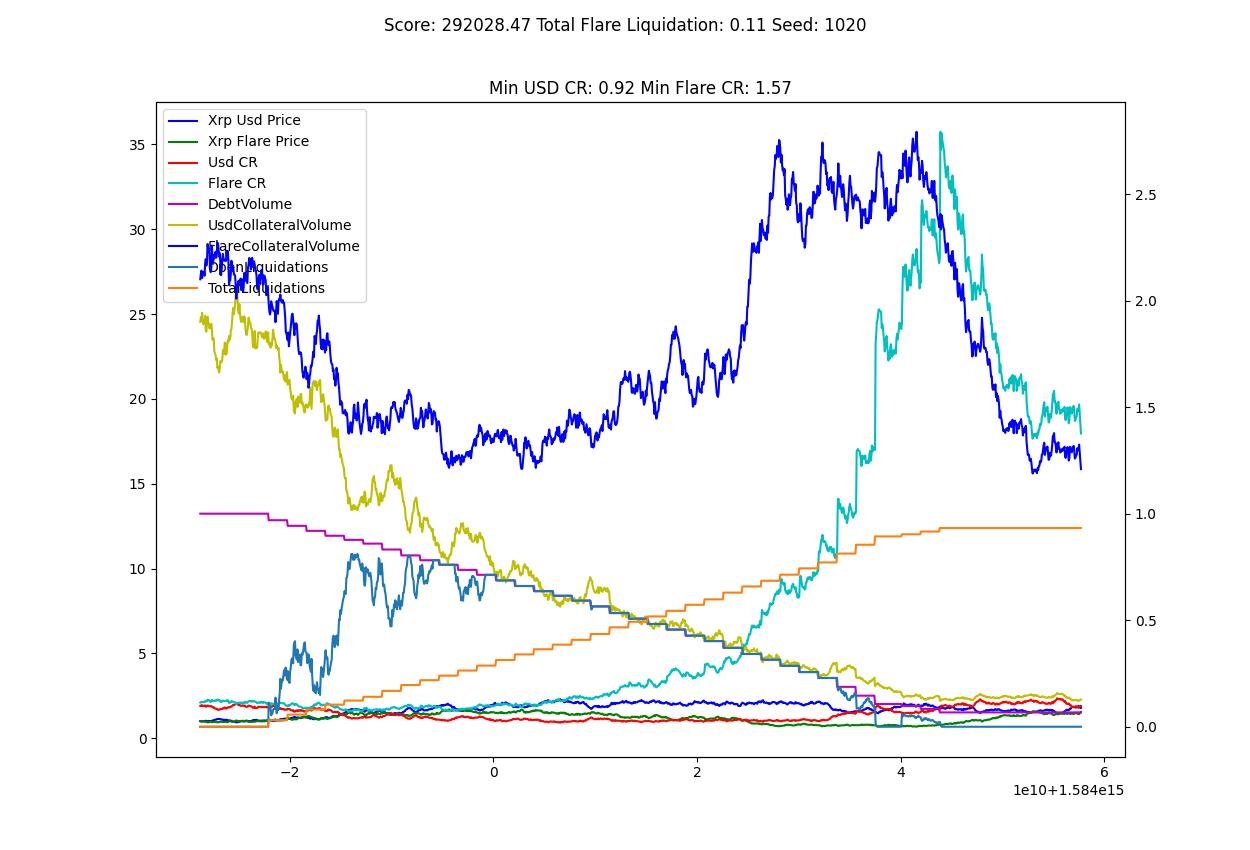 Score: 292028.47 Total Flare Liquidation: 0.11 Seed: 1020
Min USD CR: 0.92 Min Flare CR: 1.57
Xrp Usd Price
Xrp Flare Price
Usd CR
Flare CR
DebtVolume
UsdCollateralVolume
FlareCollateralVolume
OpenLiquidations
TotalLiquidations
35
30
25
20
15
10
5
0
2.5
2.0
1.5
1.0
0.5
0.0
−2
0
2
4
6
1e10+1.584e15